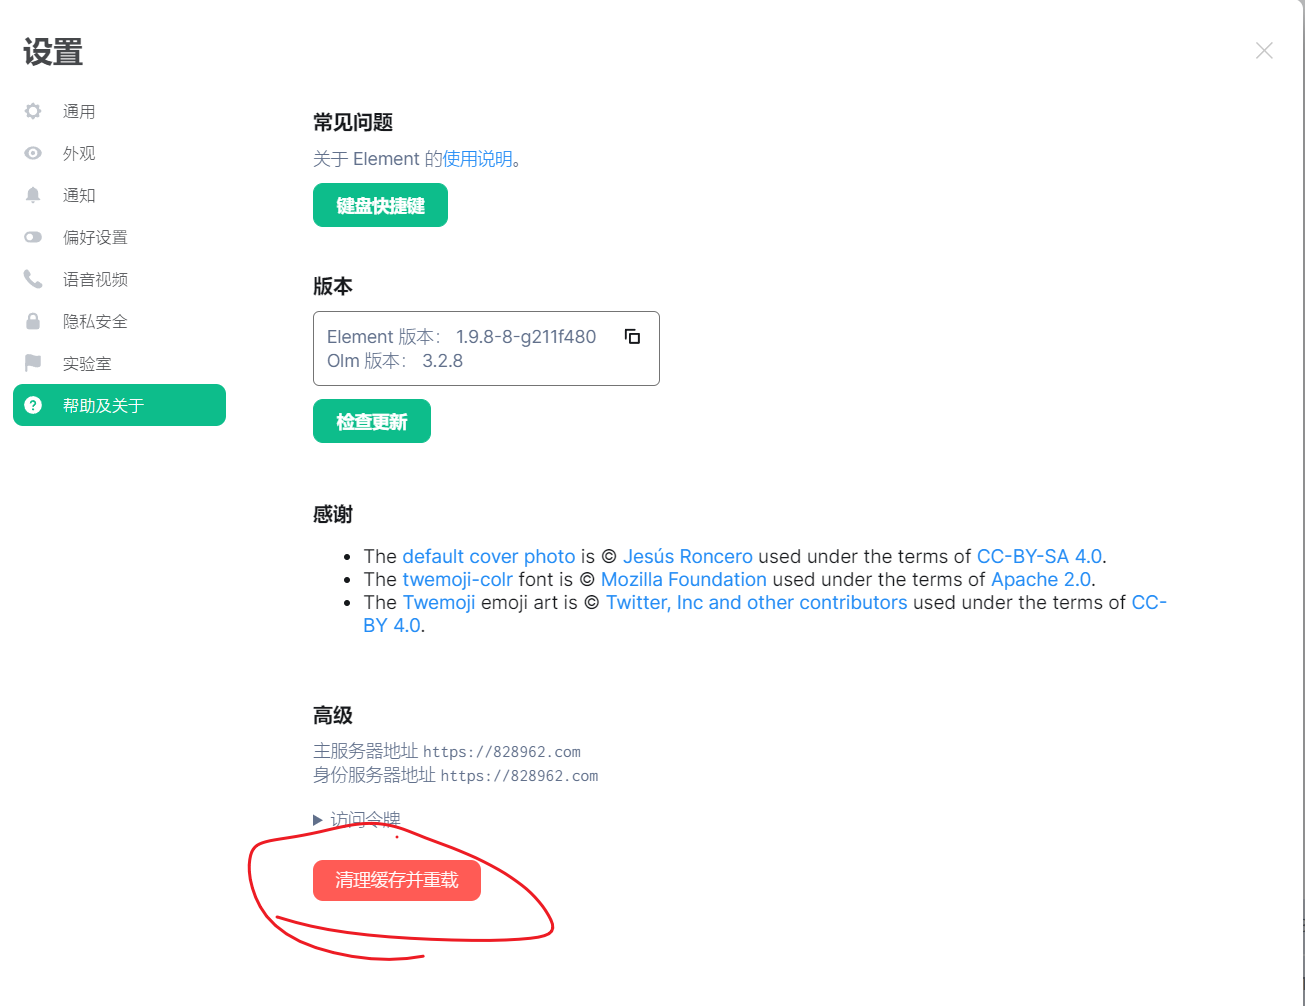 设置
通用
外观
通知
偏好设置
语音视频
隐私安全
实验室
帮助及关于
常见问题
关于 Element 的使用说明。
键盘快捷键
版本
Element 版本： 1.9.8-8-g211f480
Olm 版本： 3.2.8
检查更新
感谢
The default cover photo is © Jesús Roncero used under the terms of CC-BY-SA 4.0.
The twemoji-colr font is © Mozilla Foundation used under the terms of Apache 2.0.
The Twemoji emoji art is © Twitter, Inc and other contributors used under the terms of CC-
BY 4.0.
高级
主服务器地址 https://828962.com
身份服务器地址 https://828962.com
访问令牌
清理缓存并重载